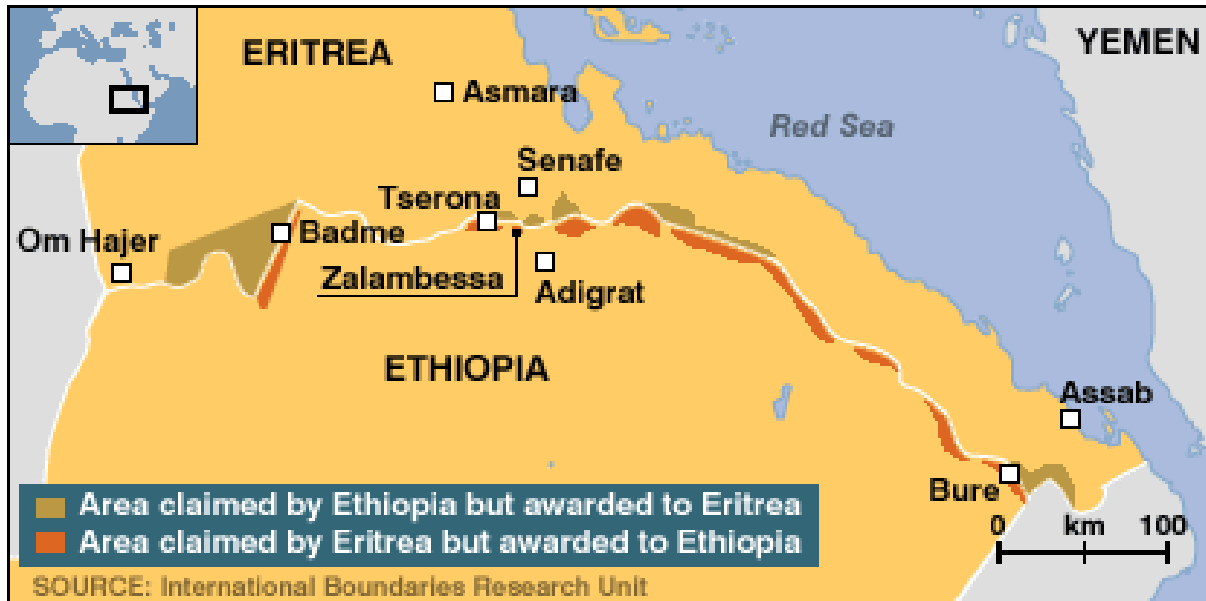 ERITREA
YEMEN
Asmara
Red Sea
Senafe
Tserona
Om Hajer
Badme
Zalambessa
Adigrat
ETHIOPIA
Assab
Bure
Area claimed by Ethiopia but awarded to Eritrea
0 km 100
Area claimed by Eritrea but awarded to Ethiopia
SOURCE: International Boundaries Research Unit